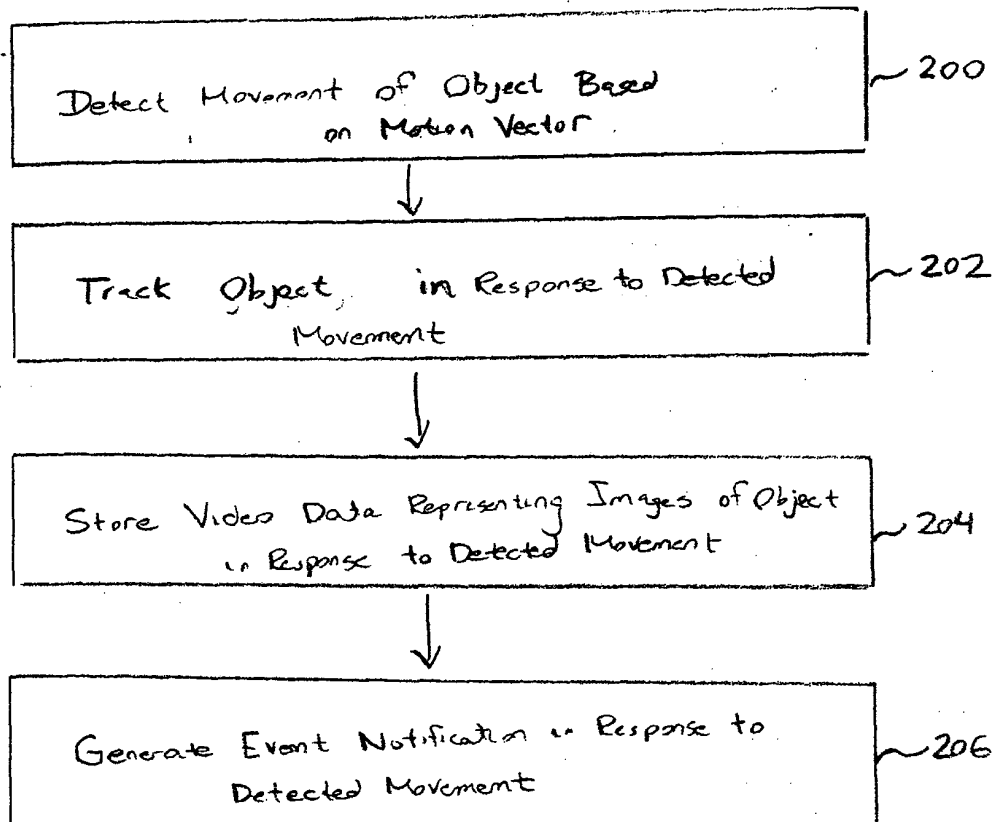 Detect Movement of Object Based
on Motion Vector
200
Track Object, in Response to Detected
Movement
202
Store Video Data Representing Images of Object
in Response to Detected Movement
204
Generate Event Notification in Response to
Detected Movement
206